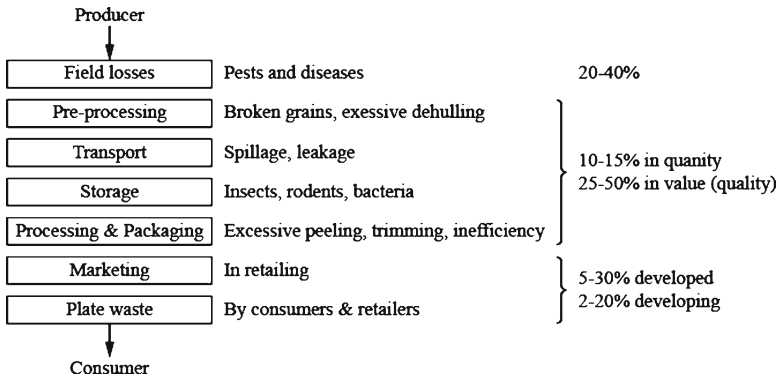 Producer
Field losses Pests and diseases 20-40%
Pre-processing Broken grains, exessive dehulling
Transport Spillage, leakage
10-15% in quanity
25-50% in value (quality)
Storage Insects, rodents, bacteria
Processing & Packaging Excessive peeling, trimming, inefficiency
Marketing In retailing
5-30% developed
2-20% developing
Plate waste By consumers & retailers
Consumer